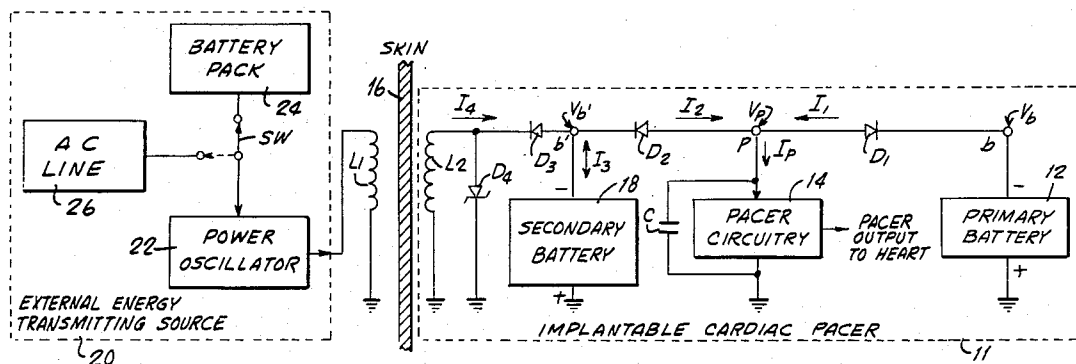 BATTERY
PACK
24
SW
AC
LINE
26
22
POWER
OSCILLATOR
EXTERNAL ENERGY
TRANSMITTING SOURCE
20
L1
SKIN
16
L2
I4
D4
D3
Vb'
b'
I3
-
18
SECONDARY
BATTERY
+
D2
I2
VP
P
IP
C
14
PACER
CIRCUITRY
PACER
OUTPUT
TO HEART
I1
D1
Vb
b
-
12
PRIMARY
BATTERY
+
IMPLANTABLE CARDIAC PACER
11